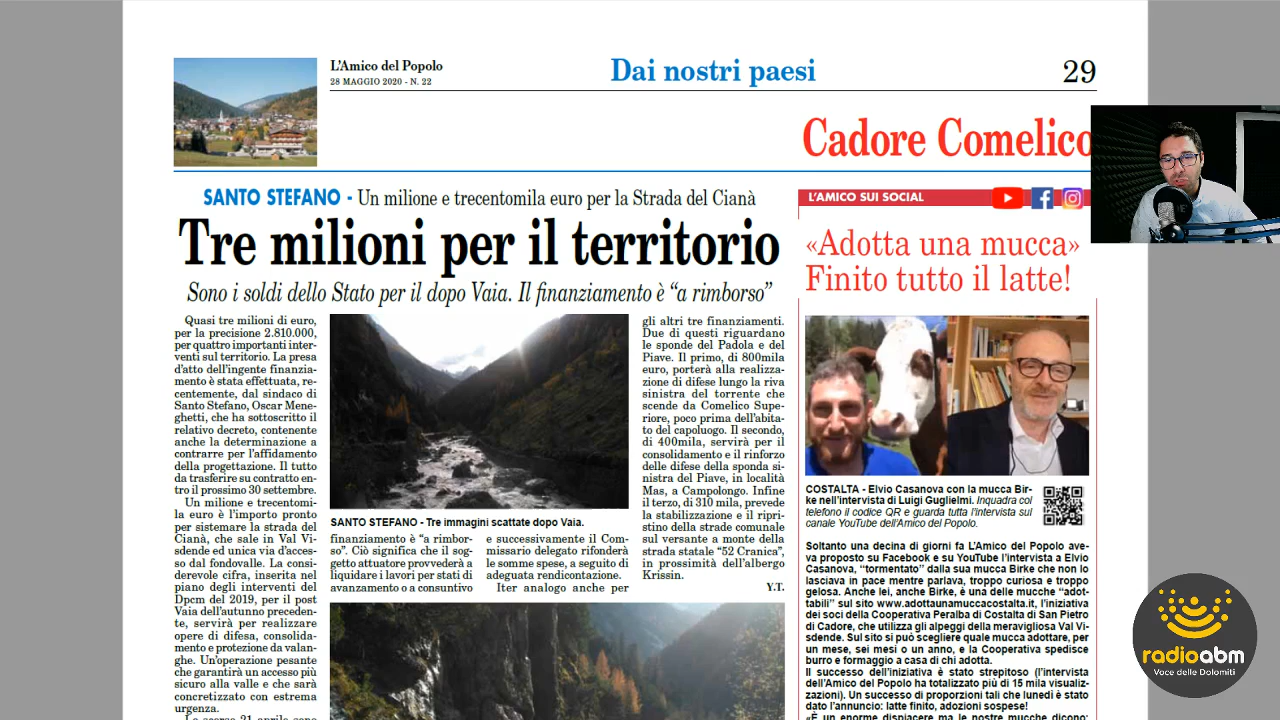 L'Amico del Popolo
28 MAGGIO 2020 - N. 22
Dai nostri paesi
29
Cadore Comelico
SANTO STEFANO - Un milione e trecentomila euro per la Strada del Cianà
Tre milioni per il territorio
Sono i soldi dello Stato per il dopo Vaia. Il finanziamento è “a rimborso”
Quasi tre milioni di euro,
per la precisione 2.810.000,
per quattro importanti inter-
venti sul territorio. La presa
d'atto dell'ingente finanzia-
mento è stata effettuata, re-
centemente, dal sindaco di
Santo Stefano, Oscar Mene-
ghetti, che ha sottoscritto il
relativo decreto, contenente
anche la determinazione a
contrarre per l'affidamento
della progettazione. Il tutto
da trasferire su contratto en-
tro il prossimo 30 settembre.
Un milione e trecentomi-
la euro è l'importo pronto
per sistemare la strada del
Cianà, che sale in Val Vi-
sdende ed unica via d'acces-
so dal fondovalle. La consi-
derevole cifra, inserita nel
piano degli interventi del
Dpcm del 2019, per il post
Vaia dell'autunno preceden-
te, servirà per realizzare
opere di difesa, consolida-
mento e protezione da valan-
ghe. Un'operazione pesante
che garantirà un accesso più
sicuro alla valle e che sarà
concretizzato con estrema
urgenza.
Lo scorso 21 aprile sono
SANTO STEFANO - Tre immagini scattate dopo Vaia.
finanziamento è “a rimbor-
so”. Ciò significa che il sog-
getto attuatore provvederà a
liquidare i lavori per stati di
avanzamento o a consuntivo
e successivamente il Com-
missario delegato rifonderà
le somme spese, a seguito di
adeguata rendicontazione.
Iter analogo anche per
gli altri tre finanziamenti.
Due di questi riguardano
le sponde del Padola e del
Piave. Il primo, di 800mila
euro, porterà alla realizza-
zione di difese lungo la riva
sinistra del torrente che
scende da Comelico Supe-
riore, poco prima dell'abita-
to del capoluogo. Il secondo,
di 400mila, servirà per il
consolidamento e il rinforzo
delle difese della sponda si-
nistra del Piave, in località
Mas, a Campolongo. Infine
il terzo, di 310 mila, prevede
la stabilizzazione e il ripri-
stino della strade comunale
sul versante a monte della
strada statale “52 Cranica”,
in prossimità dell'albergo
Krissin.
Y.T.
L'AMICO SUI SOCIAL
«Adotta una mucca»
Finito tutto il latte!
COSTALTA - Elvio Casanova con la mucca Bir-
ke nell'intervista di Luigi Guglielmi. Inquadra col
telefono il codice QR e guarda tutta l'intervista sul
canale YouTube dell'Amico del Popolo.
Soltanto una decina di giorni fa L'Amico del Popolo ave-
va proposto su Facebook e su YouTube l'intervista a Elvio
Casanova, “tormentato” dalla sua mucca Birke che non lo
lasciava in pace mentre parlava, troppo curiosa e troppo
gelosa. Anche lei, anche Birke, è una delle mucche “adot-
tabili” sul sito www.adottaunamuccacostalta.it, l'iniziativa
dei soci della Cooperativa Peralba di Costalta di San Pietro
di Cadore, che utilizza gli alpeggi della meravigliosa Val Vi-
sdende. Sul sito si può scegliere quale mucca adottare, per
un mese, sei mesi o un anno, e la Cooperativa spedisce
burro e formaggio a casa di chi adotta.
Il successo dell'iniziativa è stato strepitoso (l'intervista
dell'Amico del Popolo ha totalizzato più di 15 mila visualiz-
zazioni). Un successo di proporzioni tali che lunedì è stato
dato l'annuncio: latte finito, adozioni sospese!
«È un enorme dispiacere ma le nostre mucche dicono:
radioabm
Voce delle Dolomiti